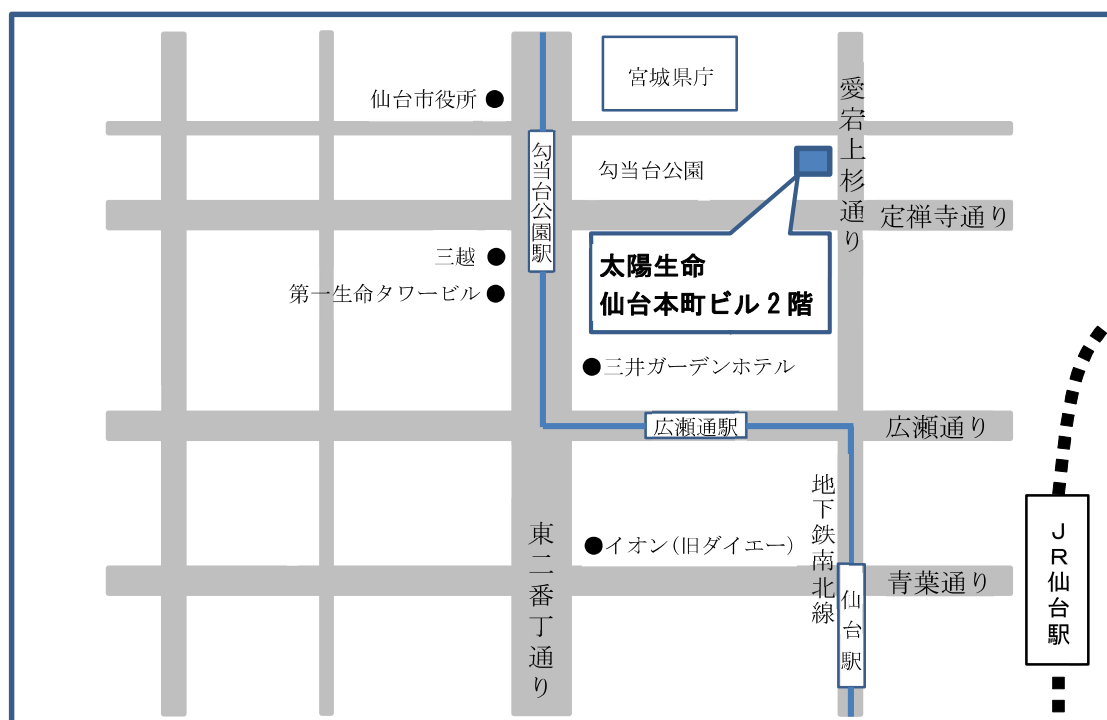 宮城県庁
仙台市役所
愛宕上杉通り
勾当台公園駅
勾当台公園
定禅寺通り
三越
太陽生命
仙台本町ビル2階
第一生命タワービル
三井ガーデンホテル
広瀬通駅
広瀬通り
地下鉄南北線
JR仙台駅
東二番丁通り
イオン(旧ダイエー)
青葉通り
仙台駅